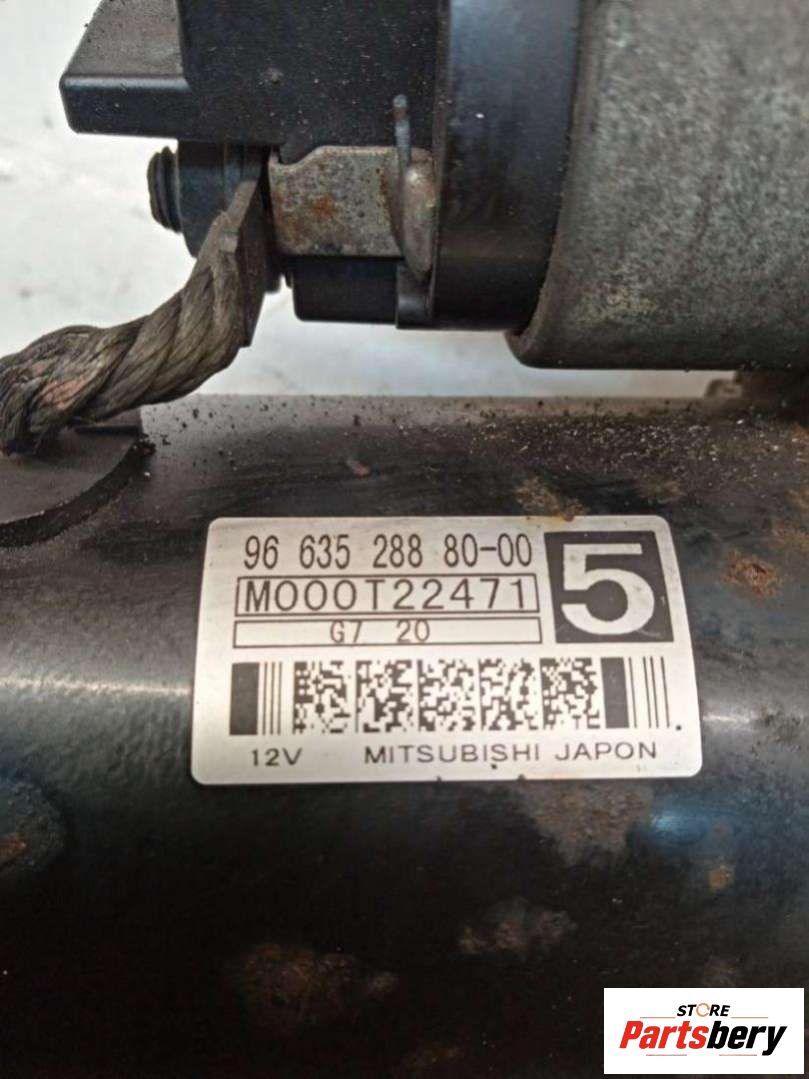 96 635 288 80-00
M000T22471
5
G7 20
12V MITSUBISHI JAPON
STORE
Partsbery